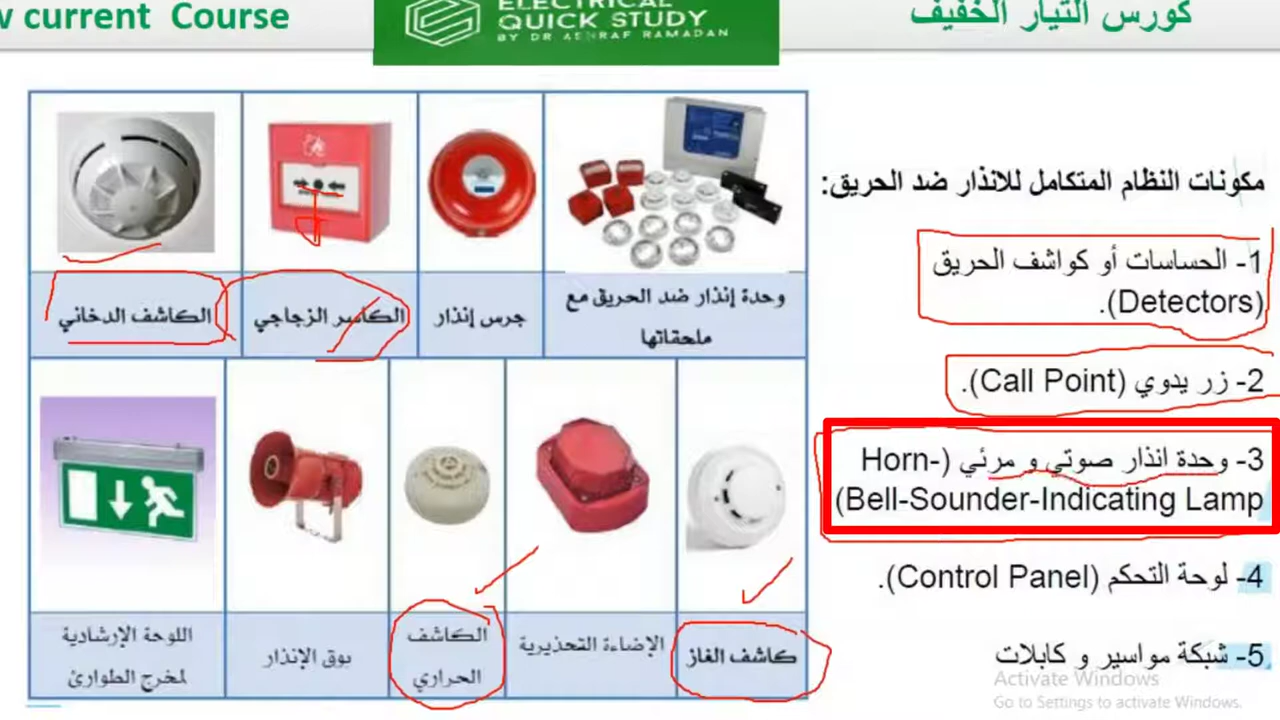 w current Course
ELECTRICAL
QUICK STUDY
BY DR ASHRAF RAMADAN
كورس التيار الخفيف
مكونات النظام المتكامل للانذار ضد الحريق:
1- الحساسات أو كواشف الحريق
(Detectors).
2- زر يدوي (Call Point).
3- وحدة انذار صوتي و مرئي (Horn-
Bell-Sounder-Indicating Lamp)
4- لوحة التحكم (Control Panel).
5- شبكة مواسير و كابلات
وحدة إنذار ضد الحريق مع
ملحقاتها
جرس إنذار
الكاسر الزجاجي
الكاشف الدخاني
كاشف الغاز
الإضاءة التحذيرية
الكاشف
الحراري
بوق الإنذار
اللوحة الإرشادية
لمخرج الطوارئ
Activate Windows
Go to Settings to activate Windows.